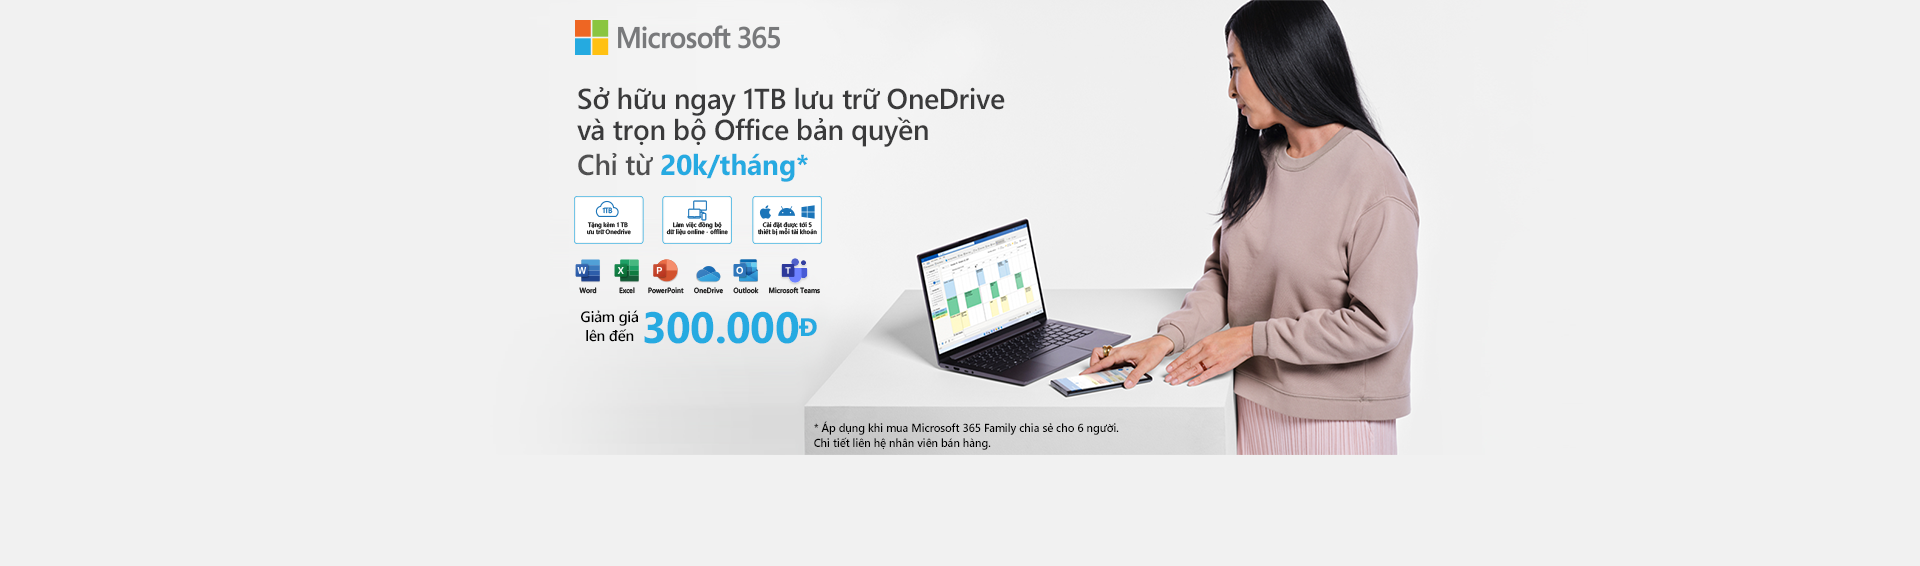 Microsoft 365
Sở hữu ngay 1TB lưu trữ OneDrive
và trọn bộ Office bản quyền
Chỉ từ 20k/tháng*
1TB
Tặng kèm 1 TB
ưu trữ Onedrive
Làm việc đồng bộ
dữ liệu online - offline
Cài đặt được tới 5
thiết bị mỗi tài khoản
Word Excel PowerPoint OneDrive Outlook Microsoft Teams
Giảm giá
lên đến 300.000Đ
* Áp dụng khi mua Microsoft 365 Family chia sẻ cho 6 người.
Chi tiết liên hệ nhân viên bán hàng.